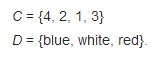 C = {4, 2, 1, 3}
D = {blue, white, red}.